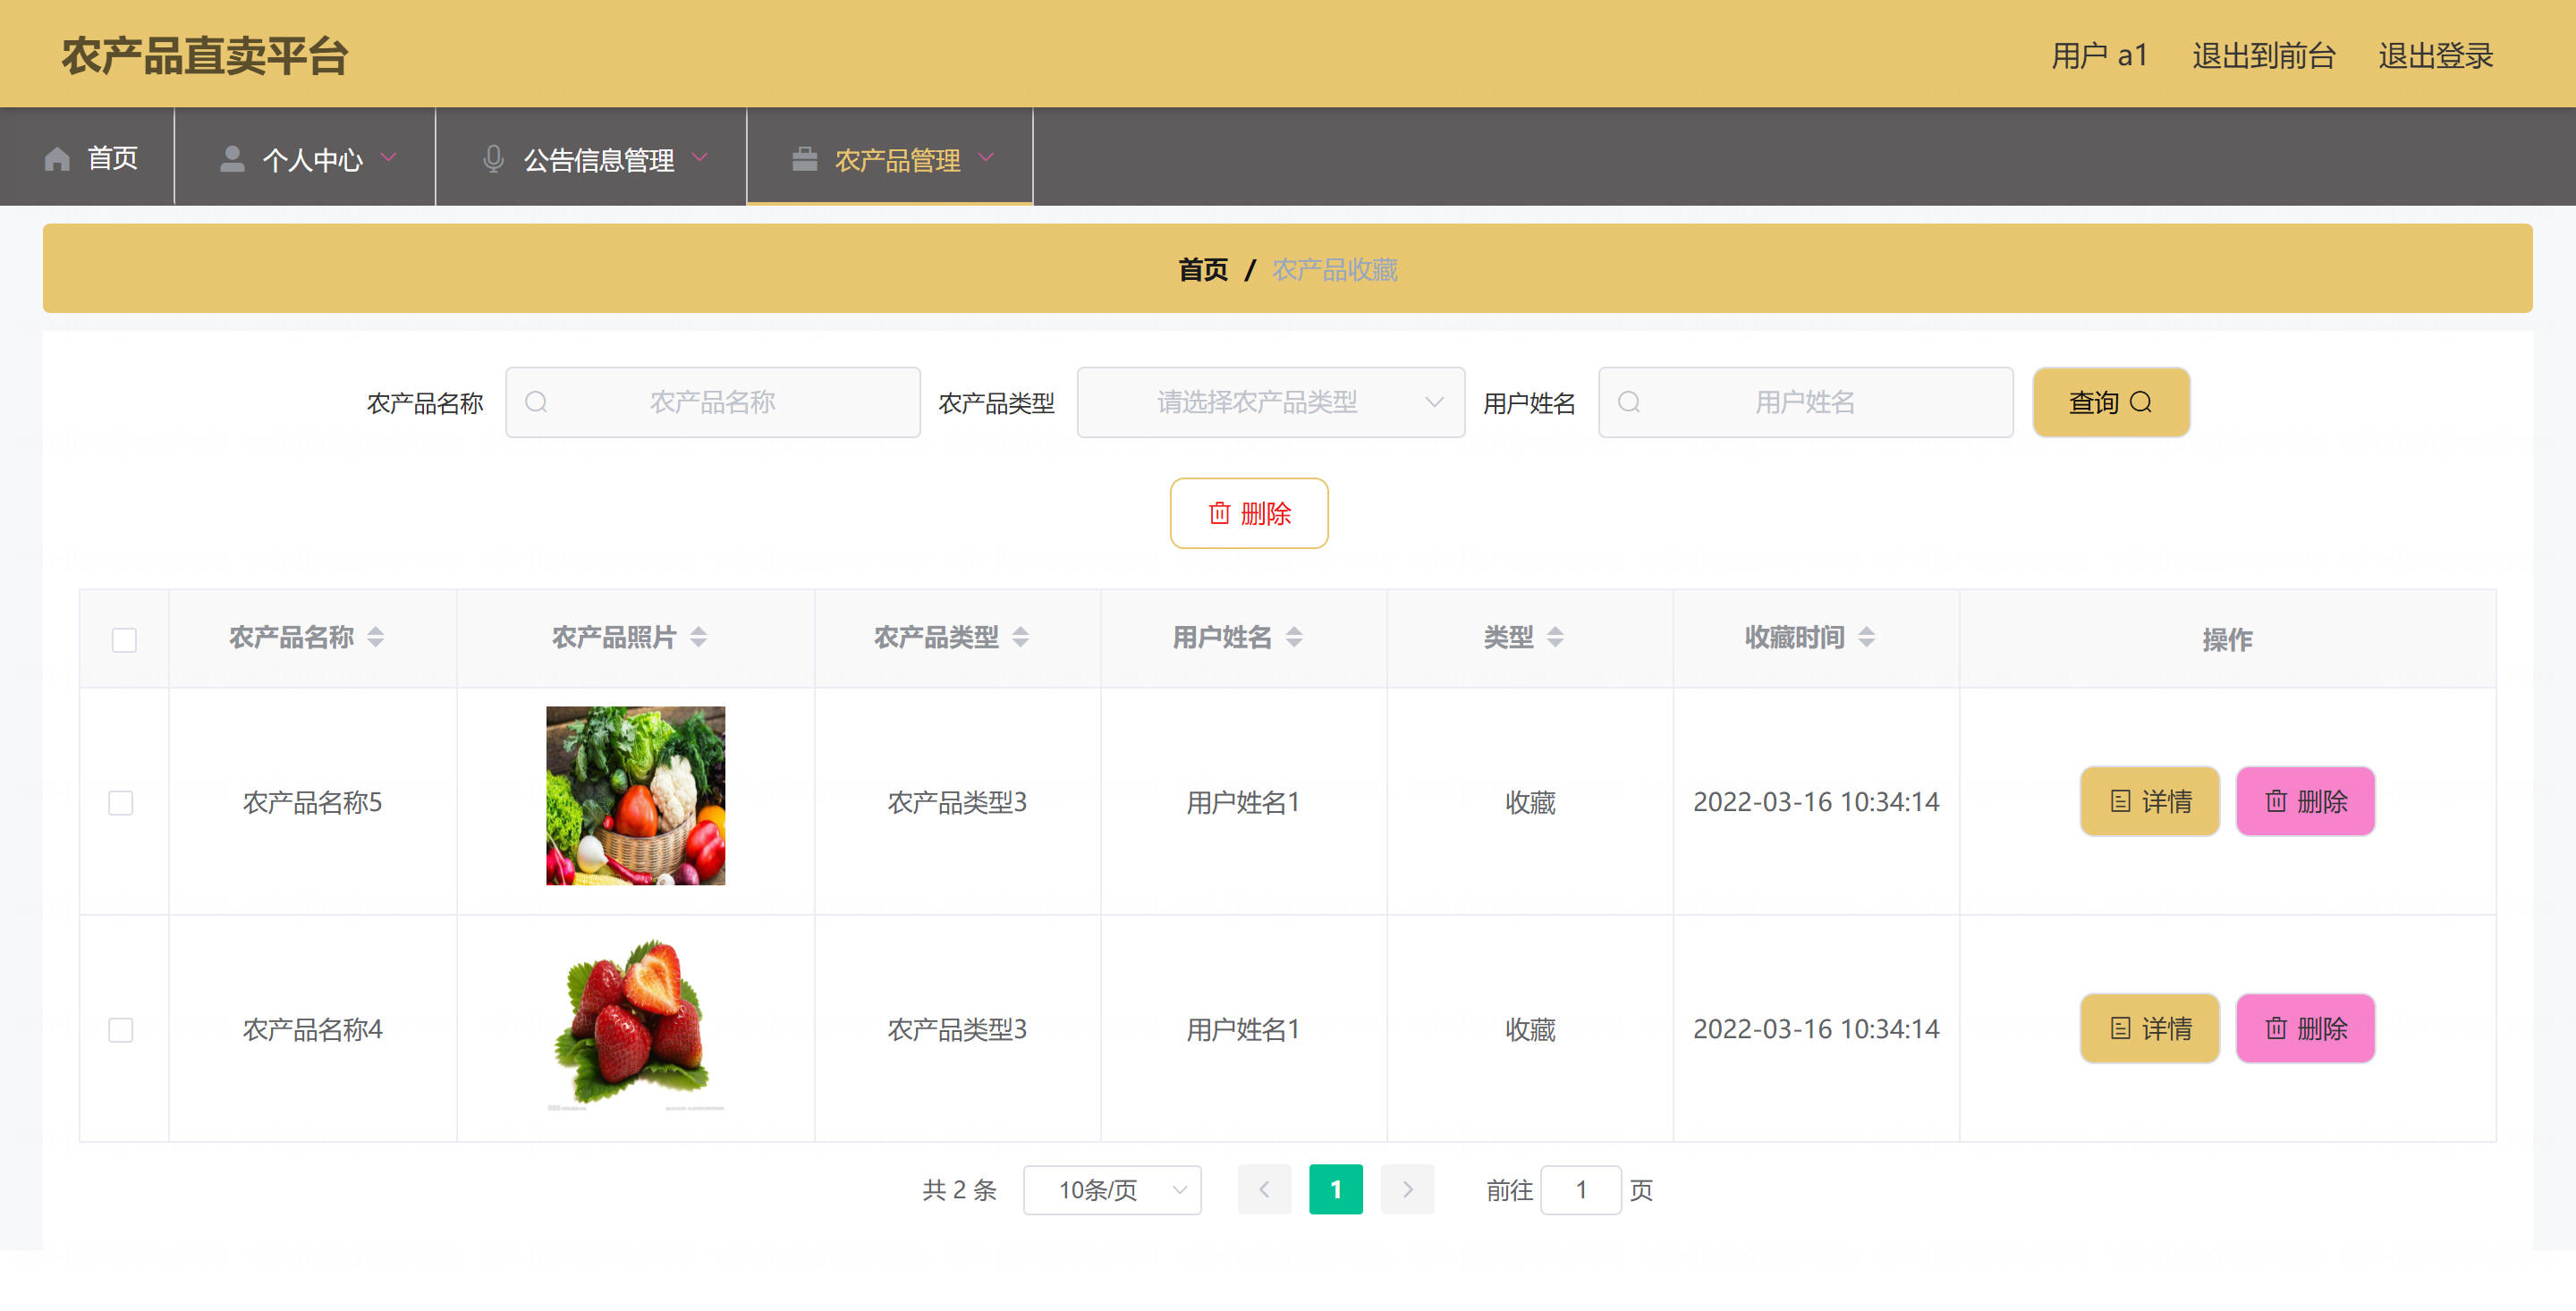 农产品直卖平台
用户 a1 退出到前台 退出登录
首页 个人中心 公告信息管理 农产品管理
首页 / 农产品收藏
农产品名称 农产品名称 农产品类型 请选择农产品类型 用户姓名 用户姓名 查询
删除
农产品名称 农产品照片 农产品类型 用户姓名 类型 收藏时间 操作
农产品名称5 农产品类型3 用户姓名1 收藏 2022-03-16 10:34:14 详情 删除
农产品名称4 农产品类型3 用户姓名1 收藏 2022-03-16 10:34:14 详情 删除
共 2 条 10条/页 1 前往 1 页